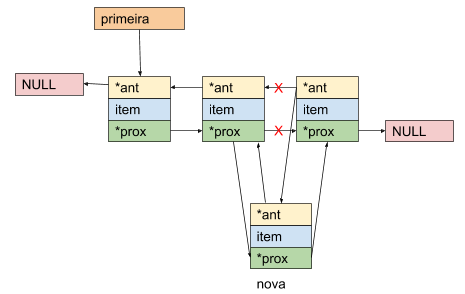 primeira
NULL
*ant
*ant
X
*ant
item
item
item
*prox
*prox
X
*prox
NULL
*ant
item
*prox
nova